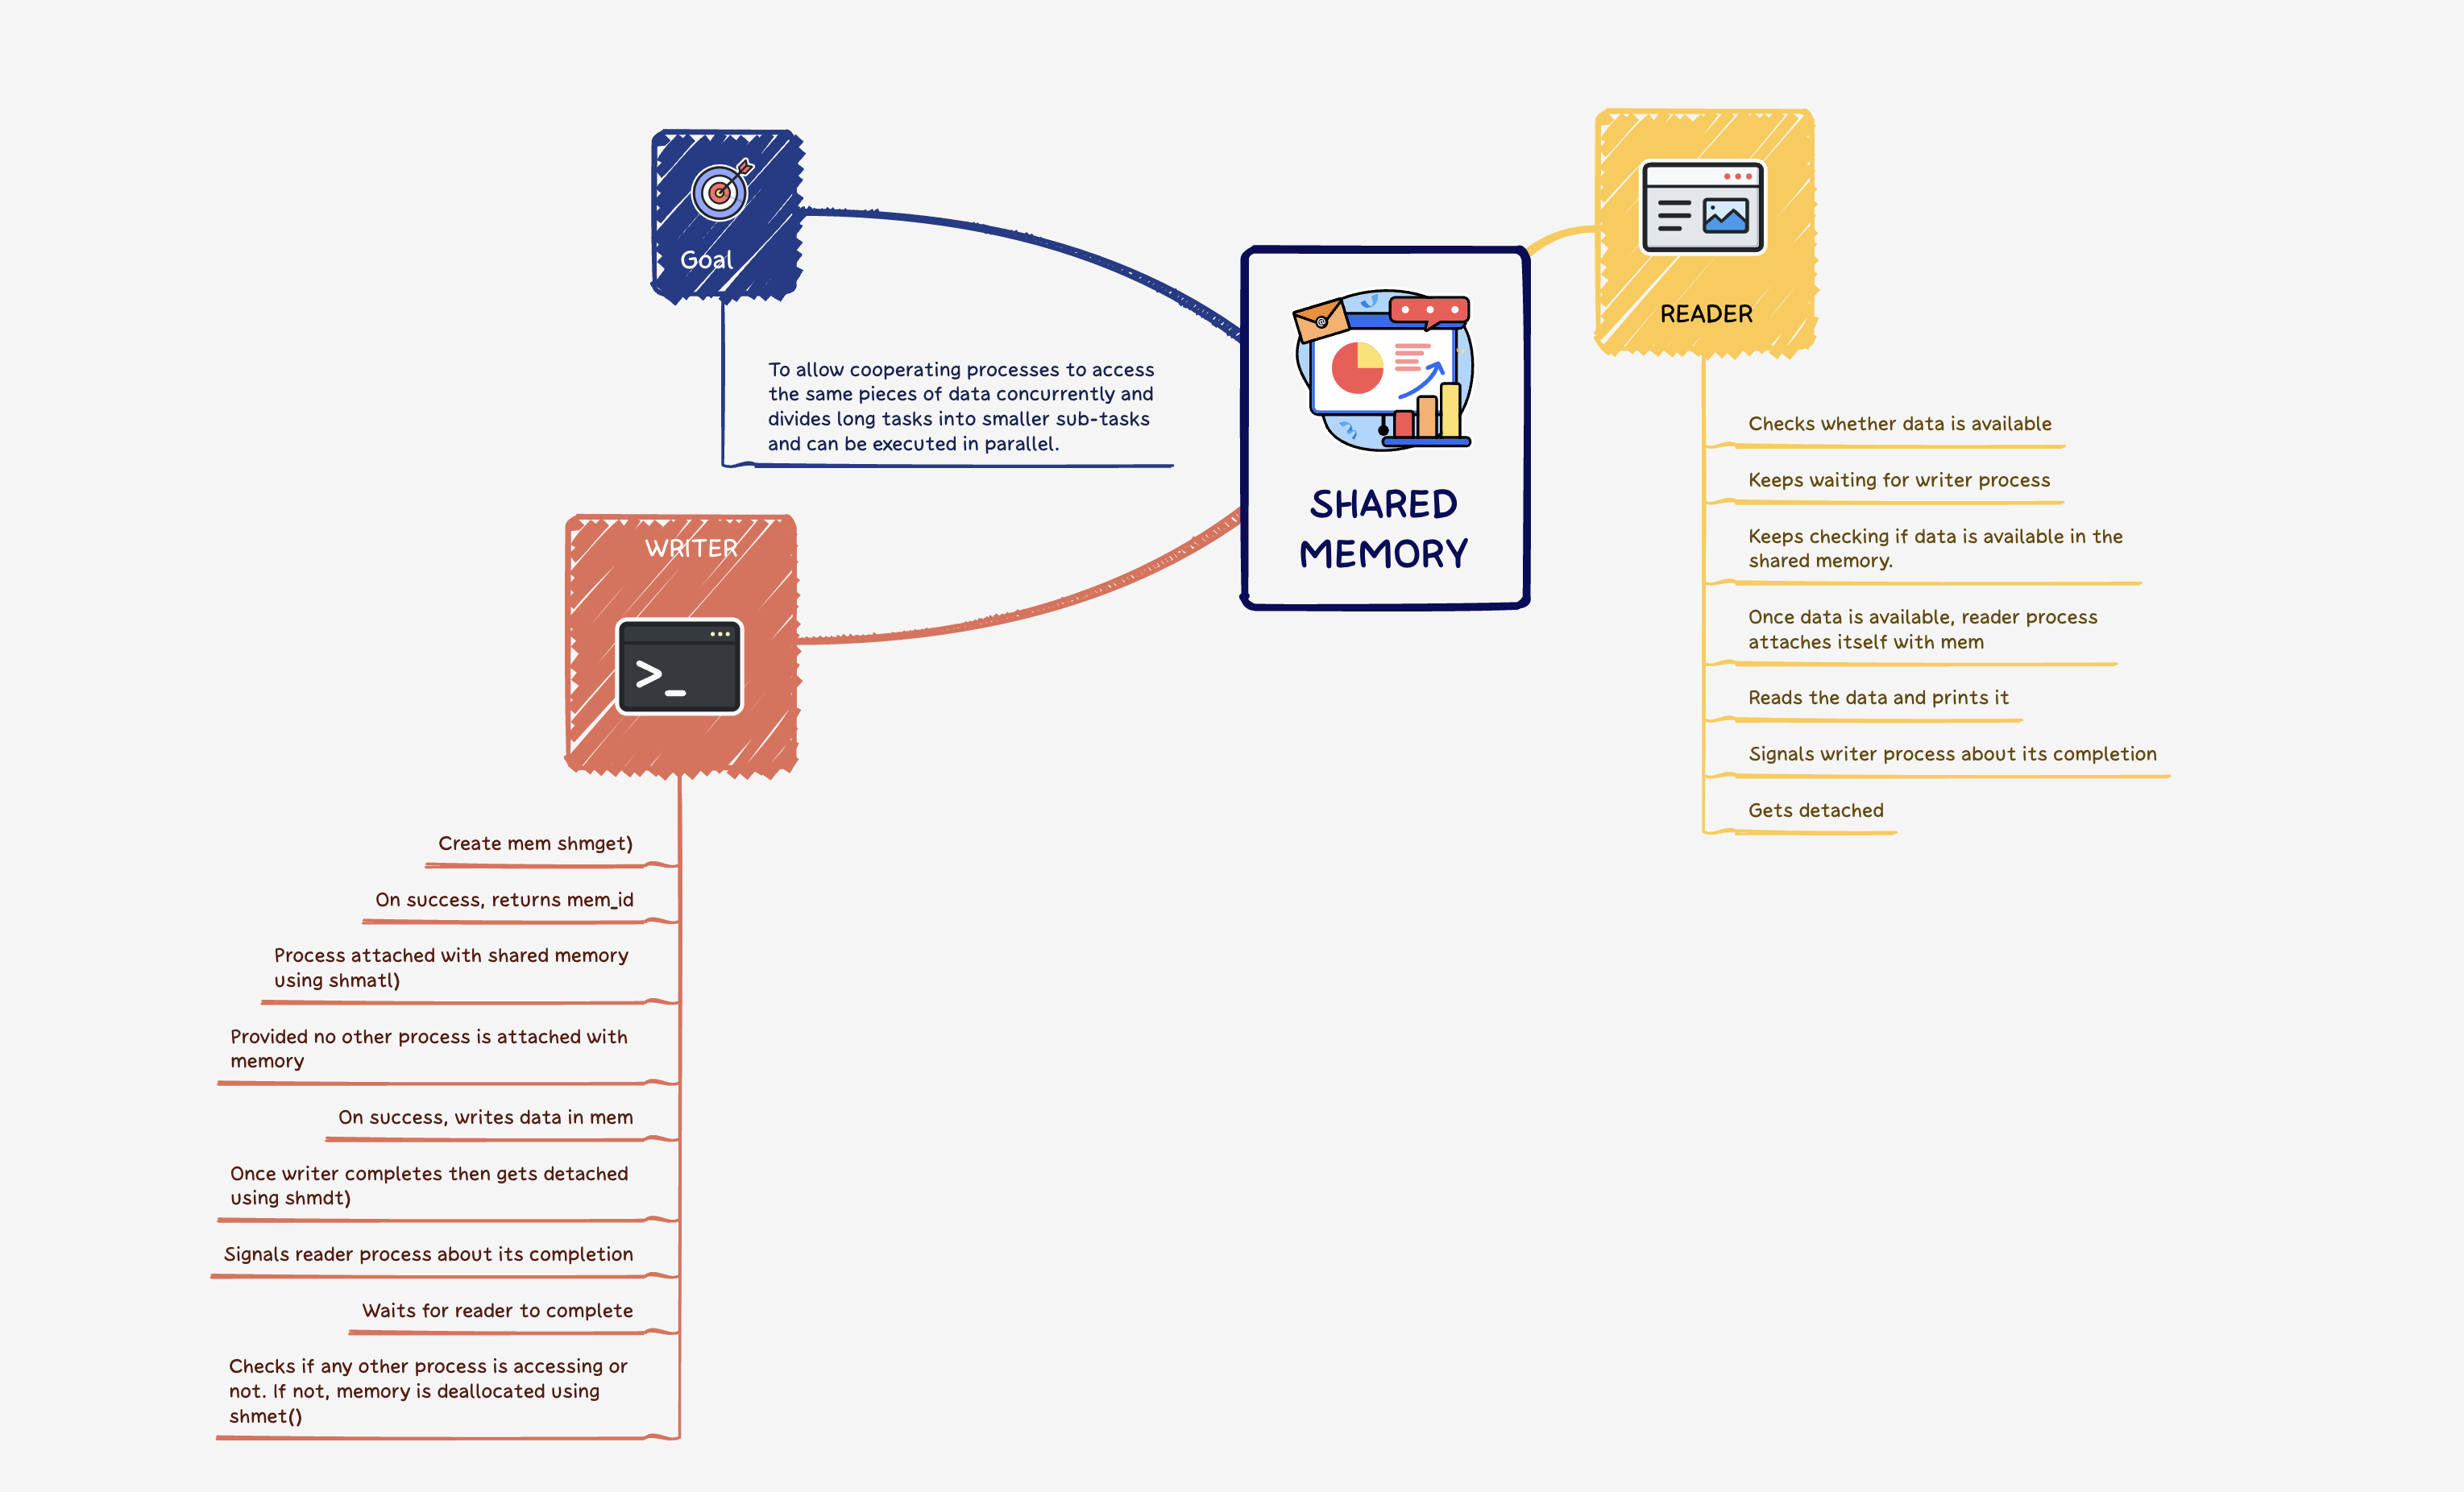 Goal
To allow cooperating processes to access
the same pieces of data concurrently and
divides long tasks into smaller sub-tasks
and can be executed in parallel.
WRITER
>_
Create mem shmget)
On success, returns mem_id
Process attached with shared memory
using shmatl)
Provided no other process is attached with
memory
On success, writes data in mem
Once writer completes then gets detached
using shmdt)
Signals reader process about its completion
Waits for reader to complete
Checks if any other process is accessing or
not. If not, memory is deallocated using
shmet()
@
SHARED
MEMORY
READER
Checks whether data is available
Keeps waiting for writer process
Keeps checking if data is available in the
shared memory.
Once data is available, reader process
attaches itself with mem
Reads the data and prints it
Signals writer process about its completion
Gets detached